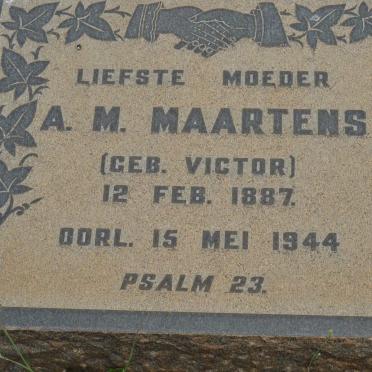 LIEFSTE MOEDER
A. M. MAARTENS
(GEB. VICTOR)
12 FEB. 1887.
OORL. 15 MEI 1944
PSALM 23.